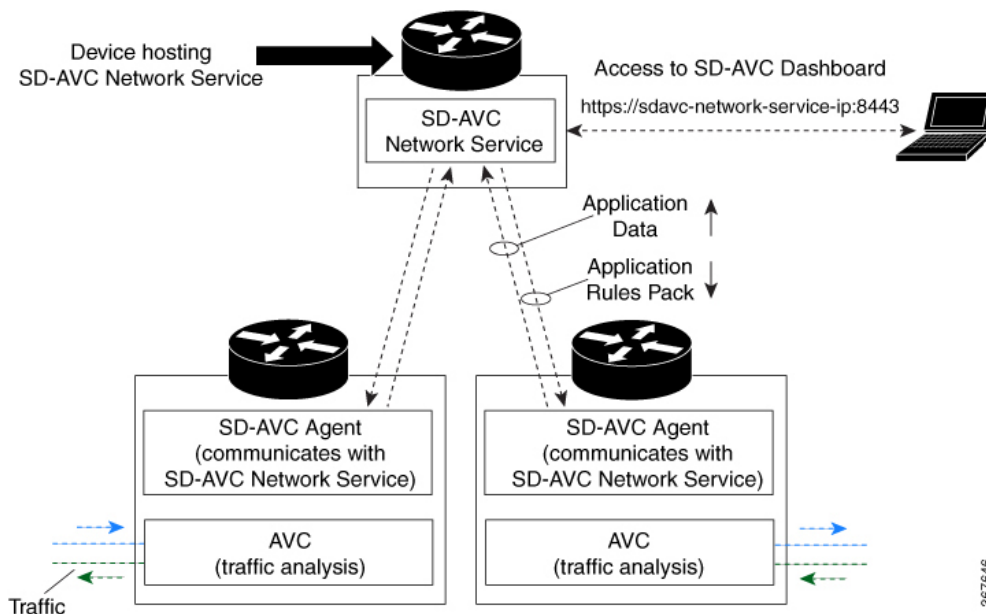 Device hosting
SD-AVC Network Service
Access to SD-AVC Dashboard
https://sdavc-network-service-ip:8443
SD-AVC
Network Service
Application
Data
Application
Rules Pack
SD-AVC Agent
(communicates with
SD-AVC Network Service)
SD-AVC Agent
(communicates with
SD-AVC Network Service)
AVC
(traffic analysis)
AVC
(traffic analysis)
Traffic
367646